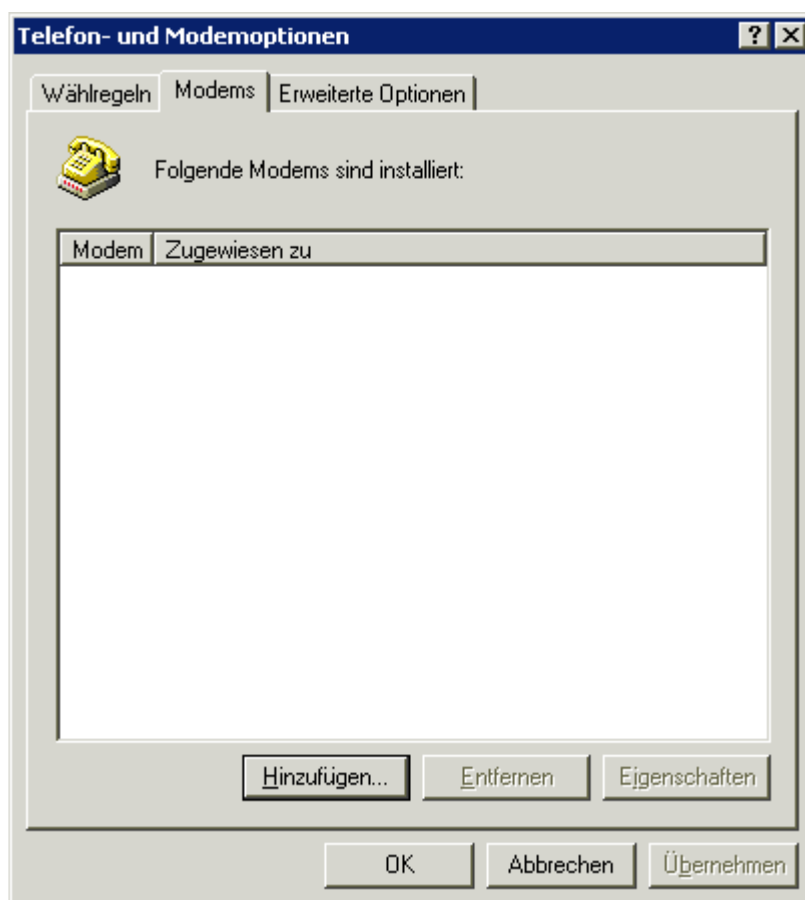 Telefon- und Modemoptionen
Wählregeln Modems Erweiterte Optionen
Folgende Modems sind installiert:
Modem Zugewiesen zu
Hinzufügen... Entfernen Eigenschaften
OK Abbrechen Übernehmen